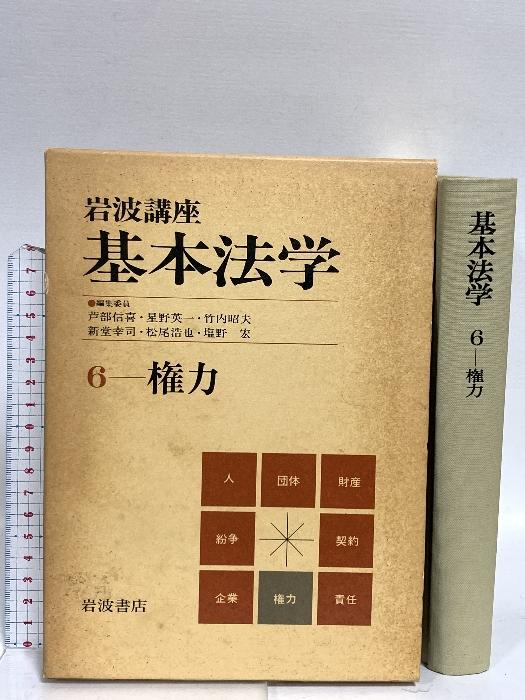 岩波講座
基本法学
●編集委員
芦部信喜・星野英一・竹内昭夫
新堂幸司・松尾浩也・塩野 宏
6—権力
人 団体 財産
紛争 契約
企業 権力 責任
岩波書店
基本法学 6—権力